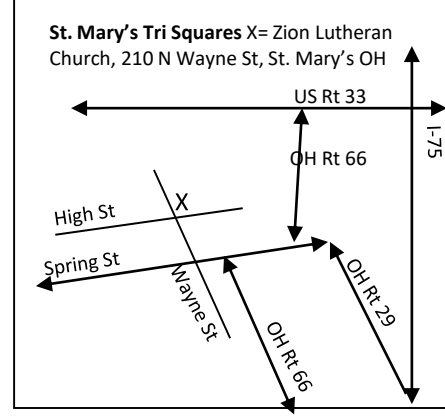 St. Mary’s Tri Squares X= Zion Lutheran
Church, 210 N Wayne St, St. Mary’s OH
US Rt 33
I-75
OH Rt 66
X
High St
Spring St
Wayne St
OH Rt 29
OH Rt 66